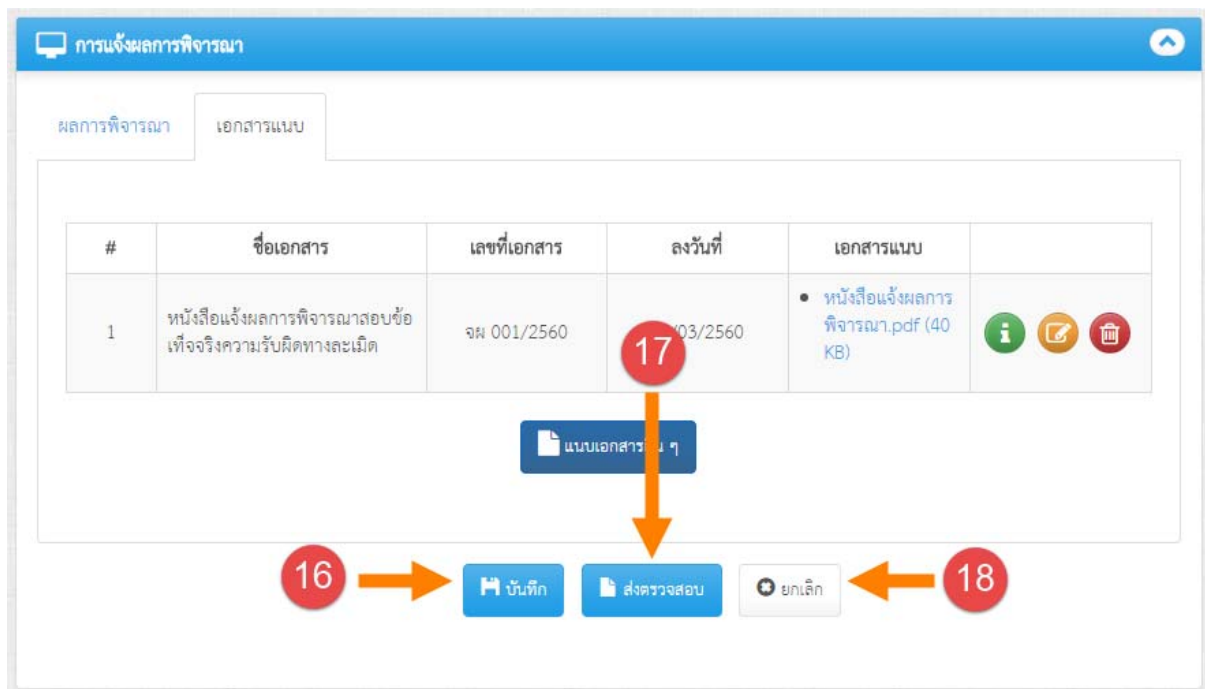 การแจ้งผลการพิจารณา
ผลการพิจารณา เอกสารแนบ
# ชื่อเอกสาร เลขที่เอกสาร ลงวันที่ เอกสารแนบ
1 หนังสือแจ้งผลการพิจารณาสอบข้อ
เท็จจริงความรับผิดทางละเมิด
จผ 001/2560
/03/2560
• หนังสือแจ้งผลการ
พิจารณา.pdf (40
KB)
17
แนบเอกสารอื่น ๆ
16 บันทึก ส่งตรวจสอบ ยกเลิก 18